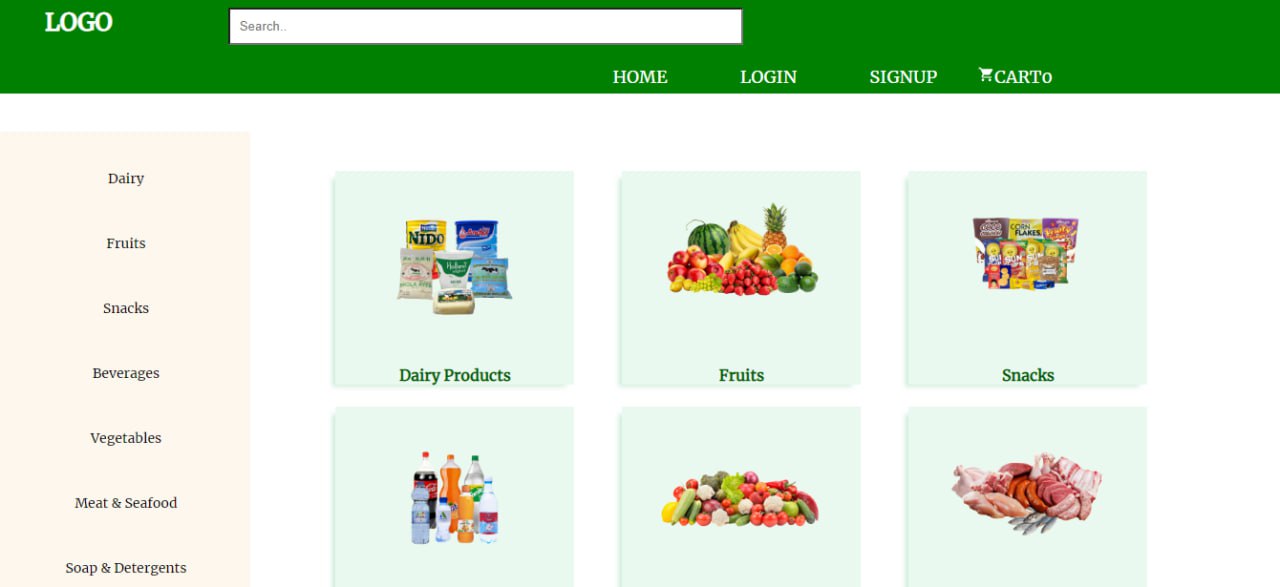 LOGO
Search..
HOME LOGIN SIGNUP CART0
Dairy
Fruits
Snacks
Beverages
Vegetables
Meat & Seafood
Soap & Detergents
NIDO
Holland
CORN
FLAKES
Dairy Products Fruits Snacks